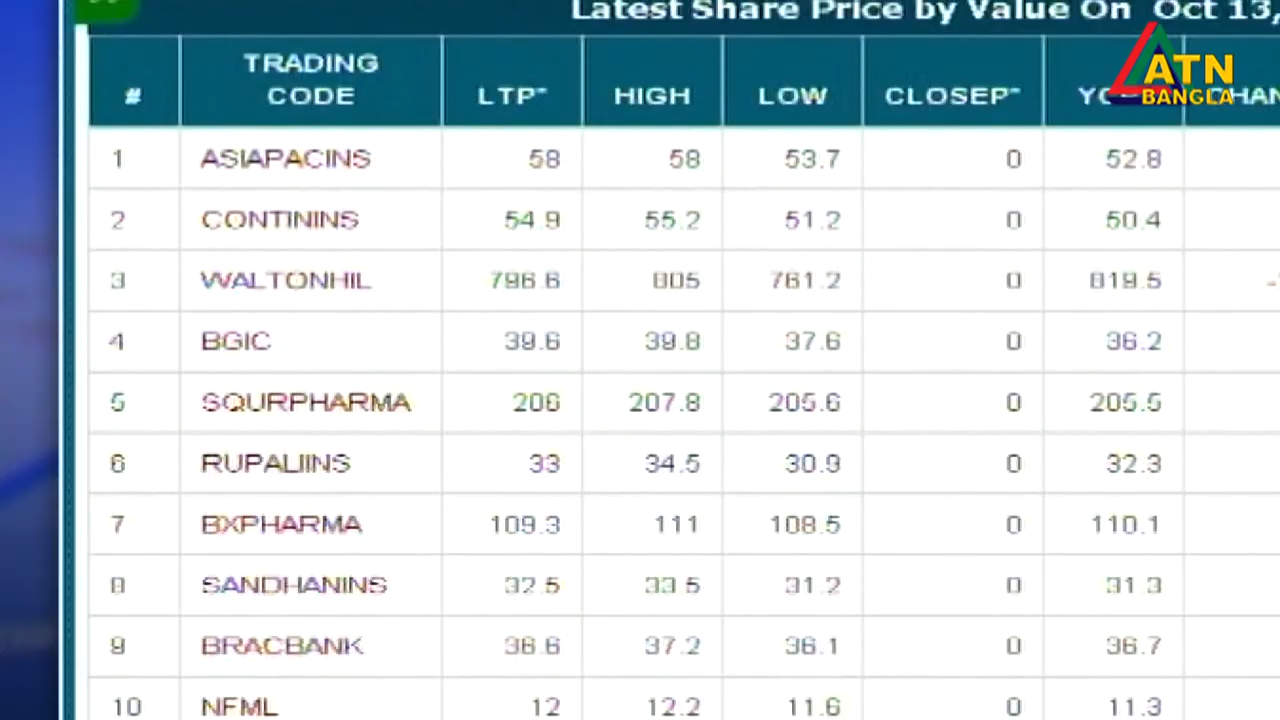 Latest Share Price by Value On Oct 13,
ATN
BANGLA
# TRADING CODE LTP* HIGH LOW CLOSEP*
1 ASIAPACINS 58 58 53.7 0 52.8
2 CONTININS 54.9 55.2 51.2 0 50.4
3 WALTONHIL 796.6 805 761.2 0 819.5
4 BGIC 39.6 39.8 37.6 0 36.2
5 SQURPHARMA 206 207.8 205.6 0 205.5
6 RUPALIINS 33 34.5 30.9 0 32.3
7 BXPHARMA 109.3 111 108.5 0 110.1
8 SANDHANINS 32.5 33.5 31.2 0 31.3
9 BRACBANK 36.6 37.2 36.1 0 36.7
10 NFML 12 12.2 11.6 0 11.3